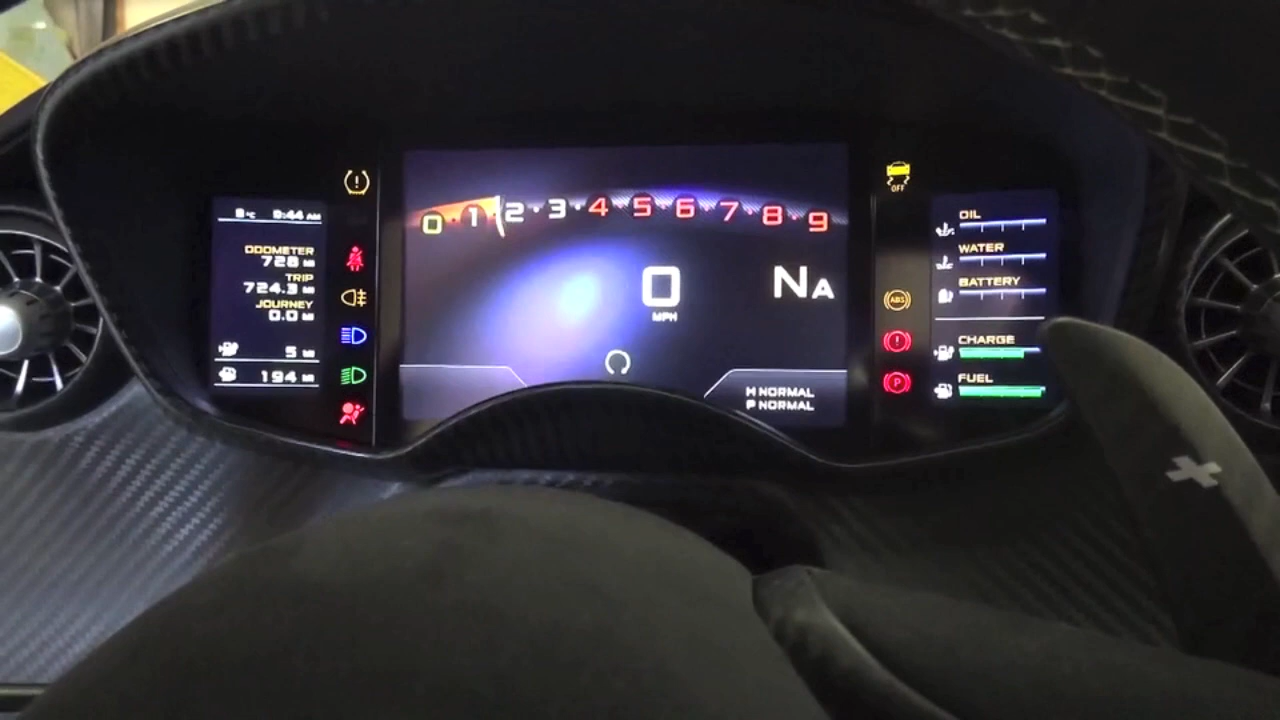 8 °C 8:44 AM
ODOMETER
728 MI
TRIP
724.3 MI
JOURNEY
0.0 MI
5 MI
194 MI
0 1 2 3 4 5 6 7 8 9
0
MPH
NA
H NORMAL
P NORMAL
OFF
ABS
P
OIL
WATER
BATTERY
CHARGE
FUEL